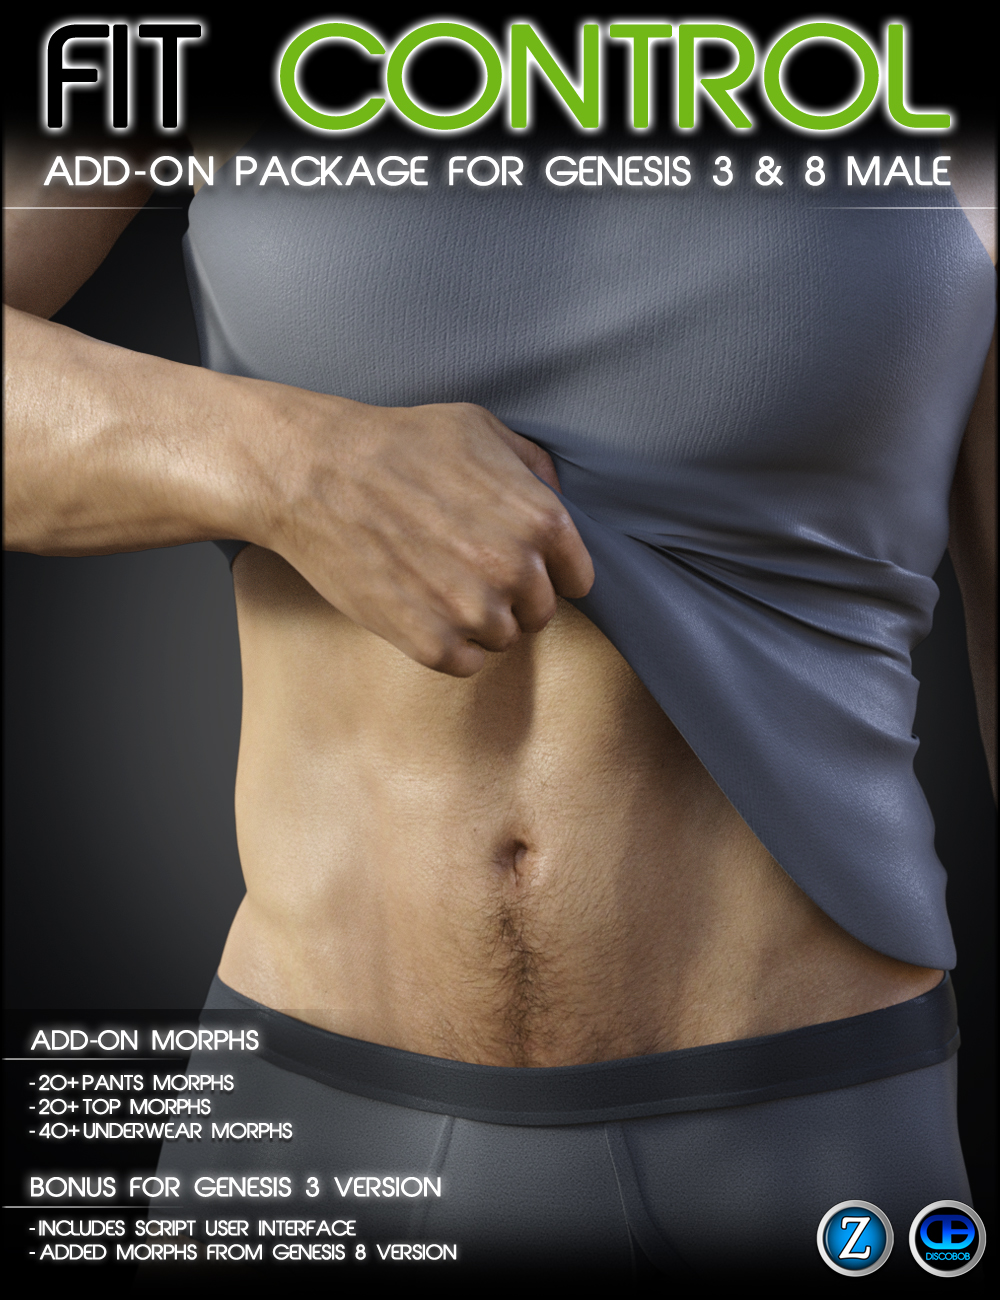 FIT CONTROL
ADD-ON PACKAGE FOR GENESIS 3 & 8 MALE
ADD-ON MORPHS
- 20+ PANTS MORPHS
- 20+ TOP MORPHS
- 40+ UNDERWEAR MORPHS
BONUS FOR GENESIS 3 VERSION
- INCLUDES SCRIPT USER INTERFACE
- ADDED MORPHS FROM GENESIS 8 VERSION
Z
DB
DISCOBOB